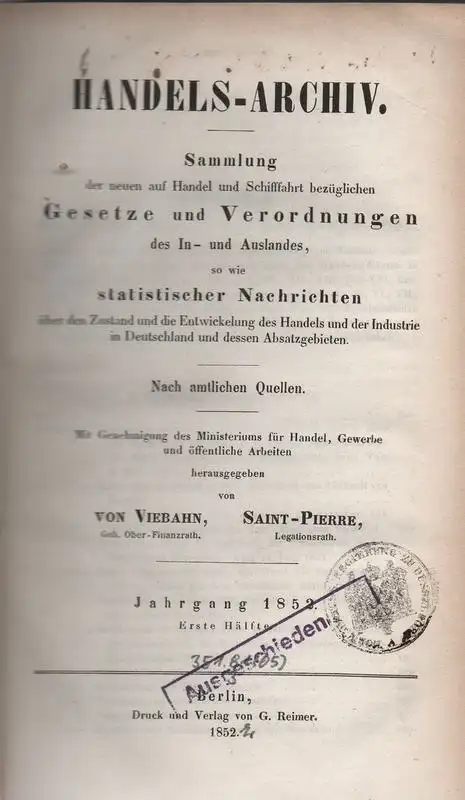 HANDELS-ARCHIV.
Sammlung
der neuen auf Handel und Schifffahrt bezüglichen
Gesetze und Verordnungen
des In- und Auslandes,
so wie
statistischer Nachrichten
über den Zustand und die Entwickelung des Handels und der Industrie
in Deutschland und dessen Absatzgebieten.
Nach amtlichen Quellen.
Mit Genehmigung des Ministeriums für Handel, Gewerbe
und öffentliche Arbeiten
herausgegeben
von
VON VIEBAHN, SAINT-PIERRE,
Geh. Ober-Finanzrath. Legationsrath.
Jahrgang 1852.
Erste Hälfte
Ausgeschieden
Berlin,
Druck und Verlag von G. Reimer.
1852.